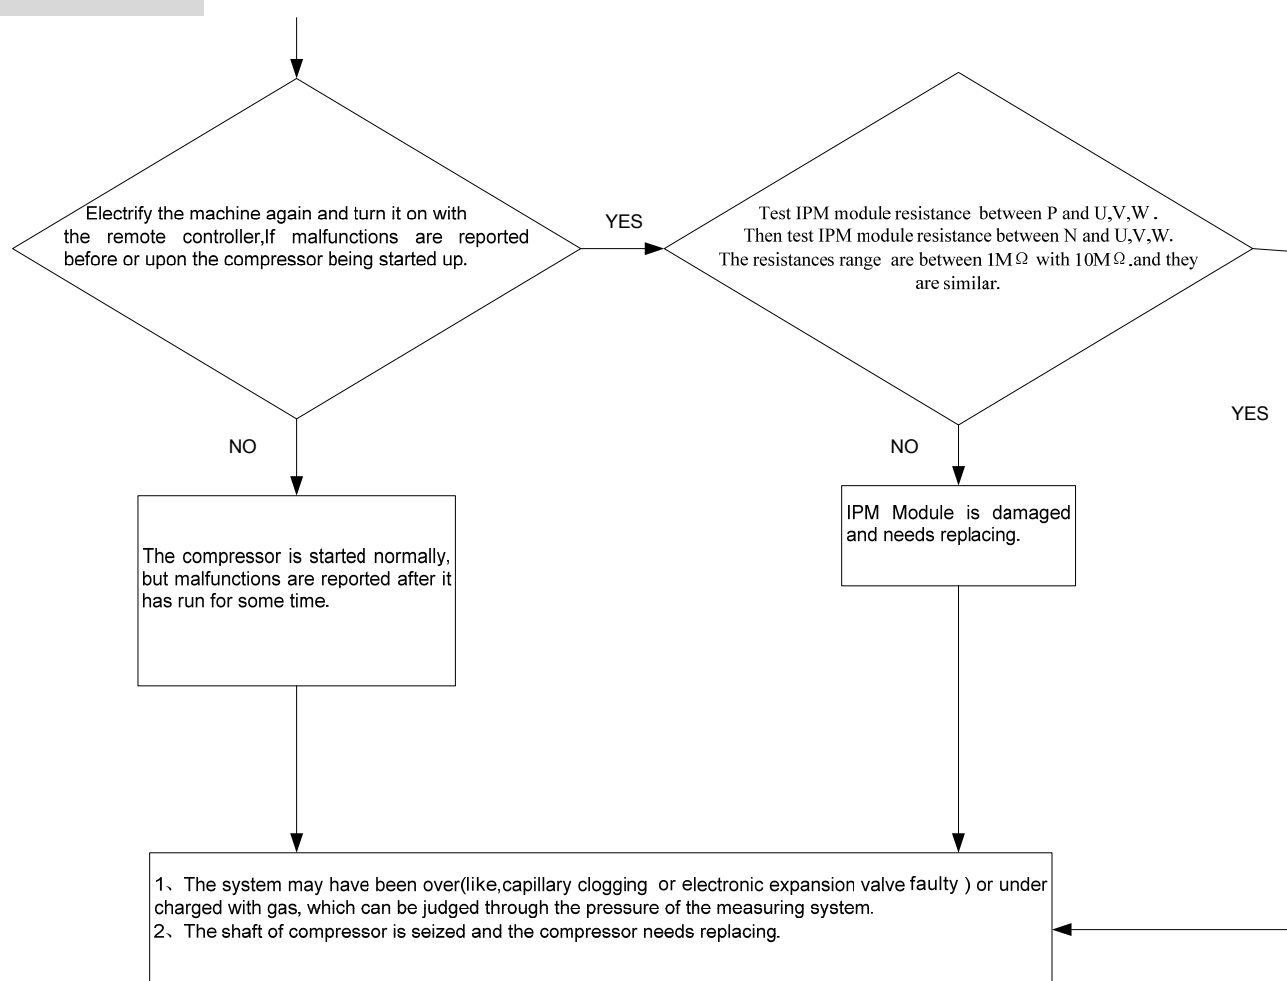 Electrify the machine again and turn it on with
the remote controller,If malfunctions are reported
before or upon the compressor being started up.
YES
Test IPM module resistance between P and U,V,W .
Then test IPM module resistance between N and U,V,W.
The resistances range are between 1MΩ with 10MΩ.and they
are similar.
YES
NO
NO
IPM Module is damaged
and needs replacing.
The compressor is started normally,
but malfunctions are reported after it
has run for some time.
1、The system may have been over(like,capillary clogging or electronic expansion valve faulty ) or under
charged with gas, which can be judged through the pressure of the measuring system.
2、The shaft of compressor is seized and the compressor needs replacing.